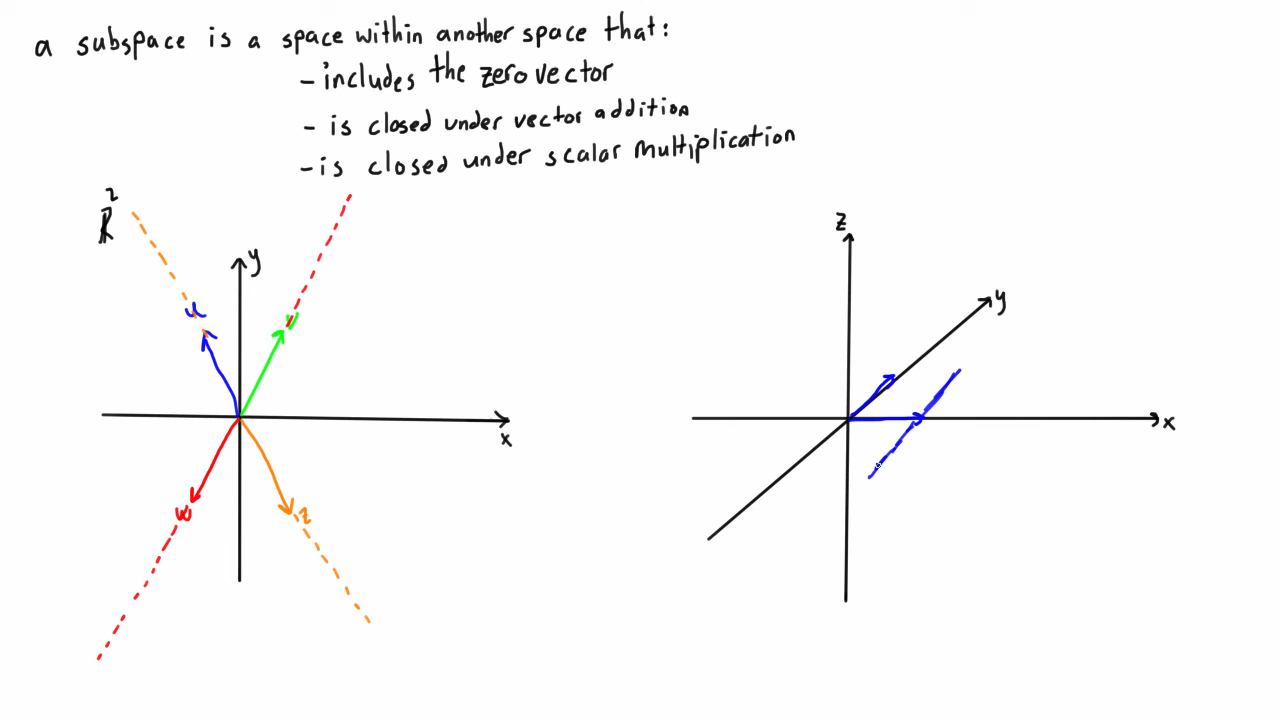 a subspace is a space within another space that:
- includes the zero vector
- is closed under vector addition
- is closed under scalar multiplication
R²
z
y
y
u
v
x
x
w
z